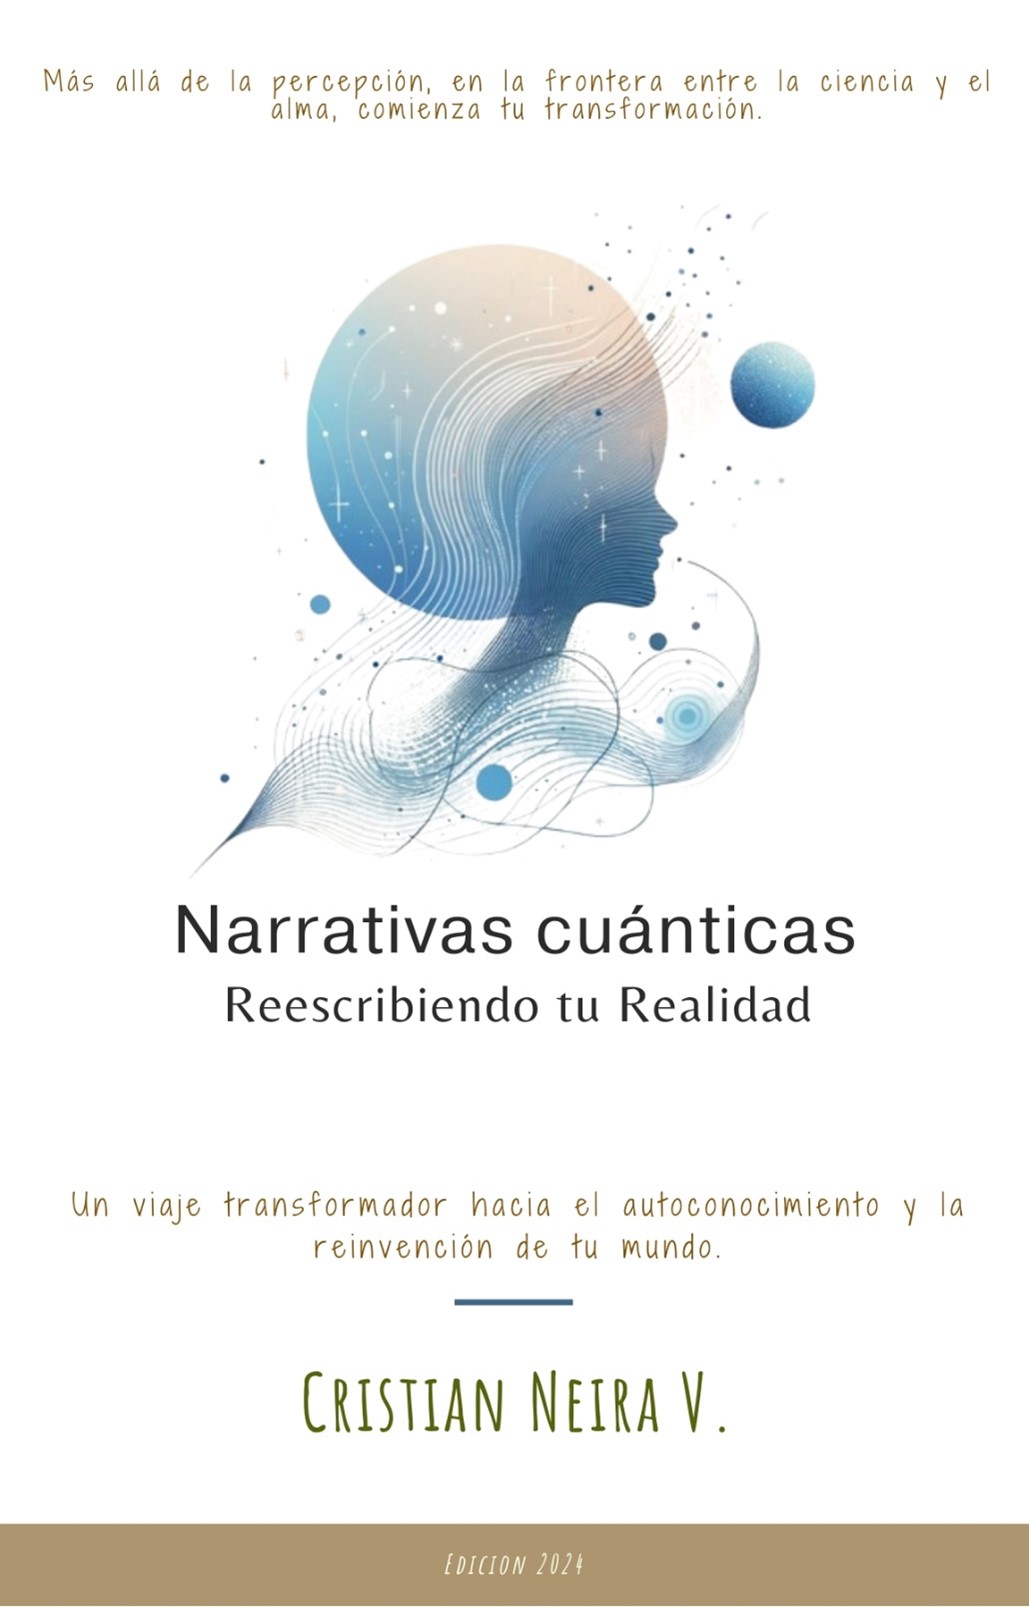 Más allá de la percepción, en la frontera entre la ciencia y el
alma, comienza tu transformación.
Narrativas cuánticas
Reescribiendo tu Realidad
Un viaje transformador hacia el autoconocimiento y la
reinvención de tu mundo.
CRISTIAN NEIRA V.
EDICION 2024